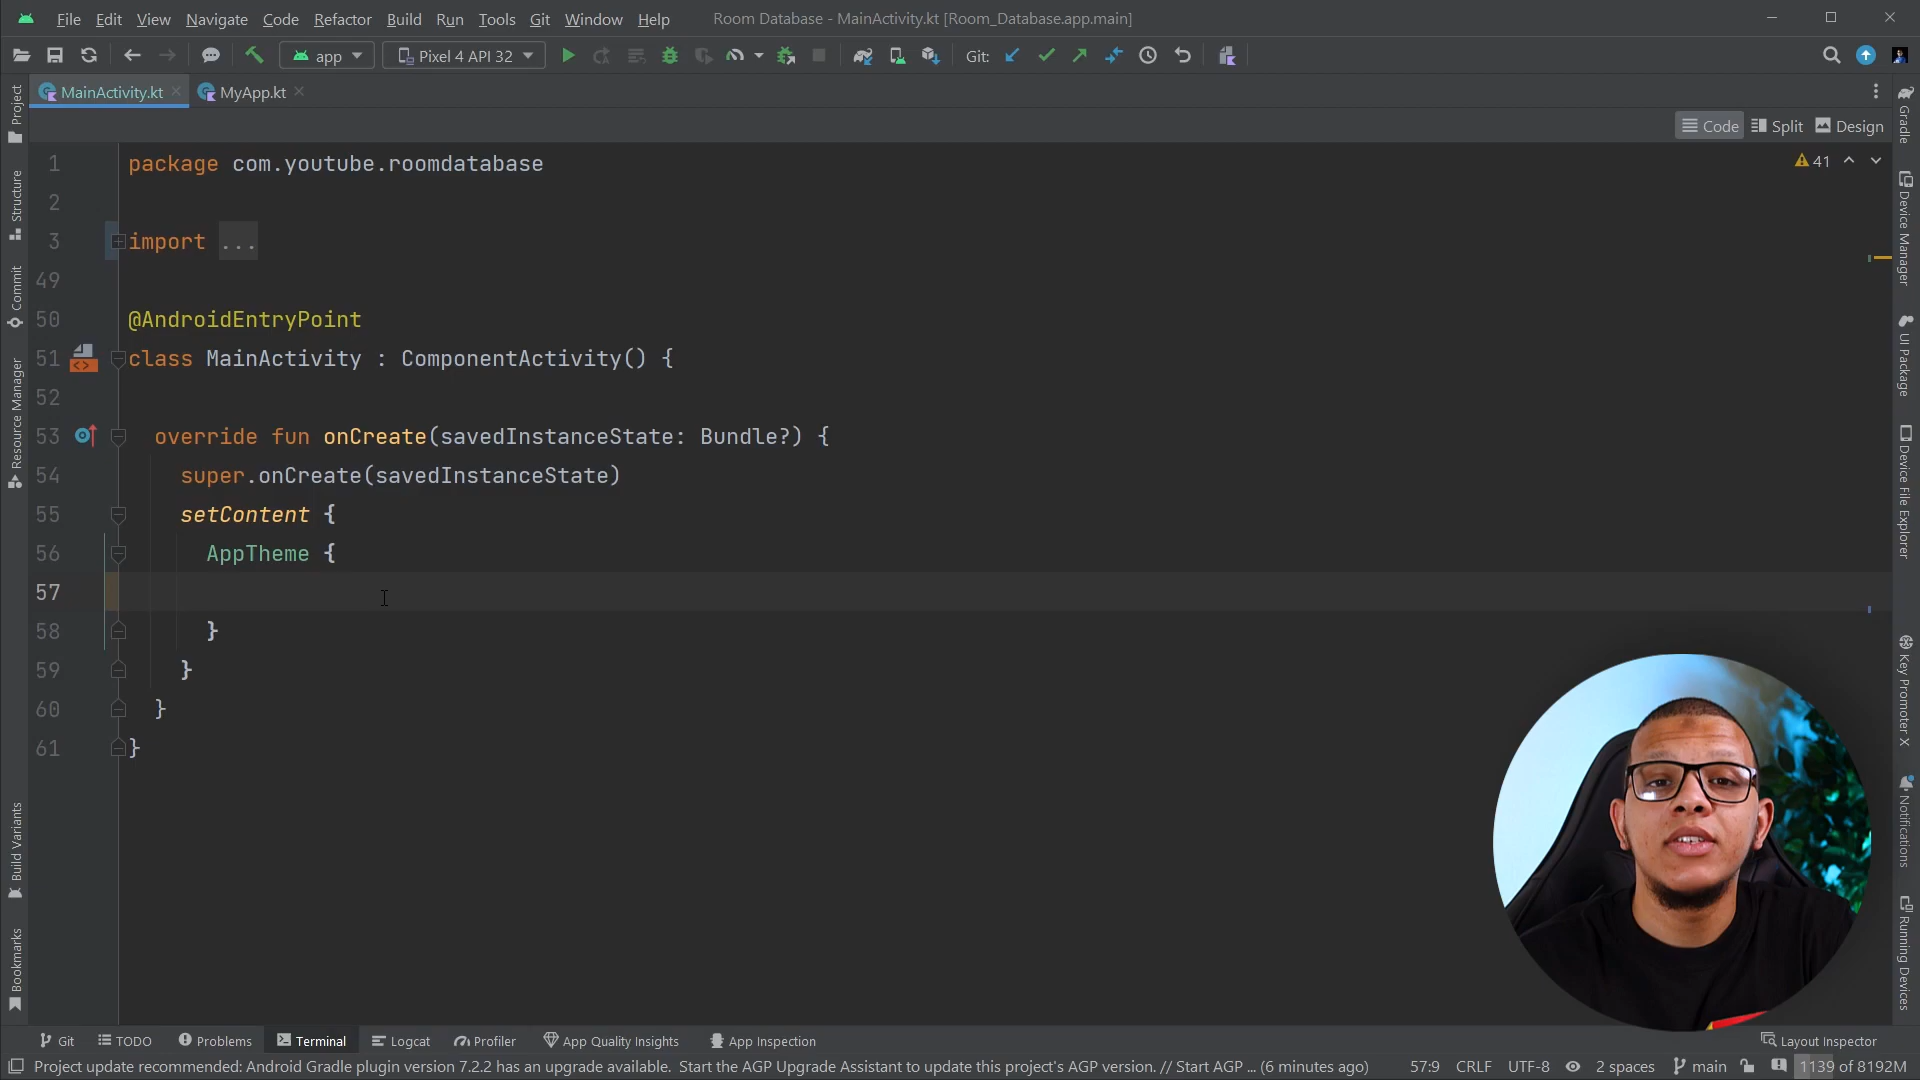 File Edit View Navigate Code Refactor Build Run Tools Git Window Help Room Database - MainActivity.kt [Room_Database.app.main]
app Pixel 4 API 32 Git:
MainActivity.kt MyApp.kt
Code Split Design
41
1 package com.youtube.roomdatabase
2
3 import ...
49
50 @AndroidEntryPoint
51 class MainActivity : ComponentActivity() {
52
53 override fun onCreate(savedInstanceState: Bundle?) {
54 super.onCreate(savedInstanceState)
55 setContent {
56 AppTheme {
57
58 }
59 }
60 }
61 }
Project
Structure
Commit
Resource Manager
Build Variants
Bookmarks
Gradle
Device Manager
UI Package
Device File Explorer
Key Promoter X
Notifications
Running Devices
Git TODO Problems Terminal Logcat Profiler App Quality Insights App Inspection Layout Inspector
Project update recommended: Android Gradle plugin version 7.2.2 has an upgrade available. Start the AGP Upgrade Assistant to update this project's AGP version. // Start AGP ... (6 minutes ago) 57:9 CRLF UTF-8 2 spaces main 1139 of 8192M